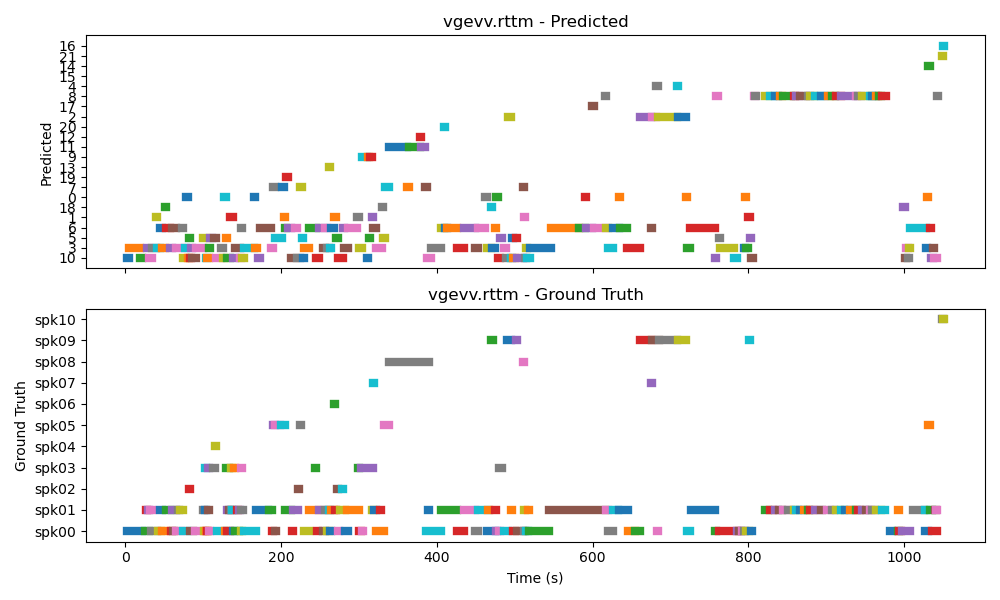 vgevv.rttm - Predicted
Predicted
16
21
14
15
4
8
17
2
20
12
11
9
13
19
7
0
18
1
6
5
3
10
vgevv.rttm - Ground Truth
Ground Truth
spk10
spk09
spk08
spk07
spk06
spk05
spk04
spk03
spk02
spk01
spk00
0 200 400 600 800 1000
Time (s)